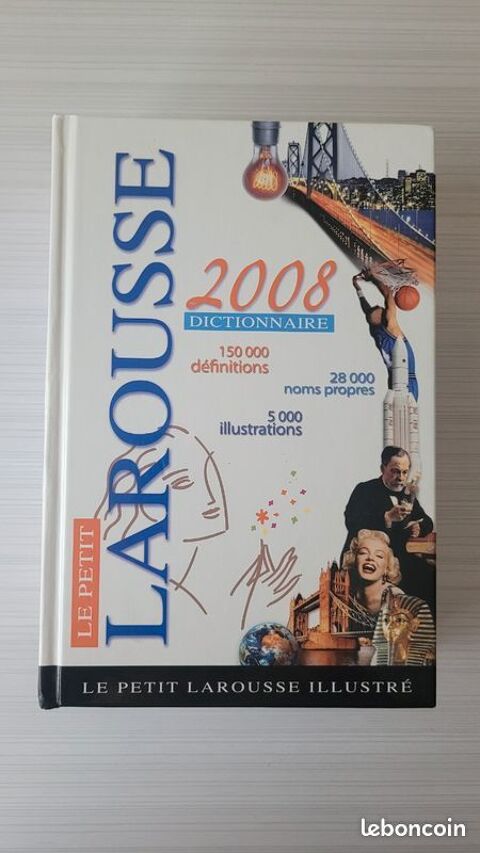 LE PETIT
LAROUSSE
2008
DICTIONNAIRE
150 000
définitions
28 000
noms propres
5 000
illustrations
LE PETIT LAROUSSE ILLUSTRÉ
leboncoin